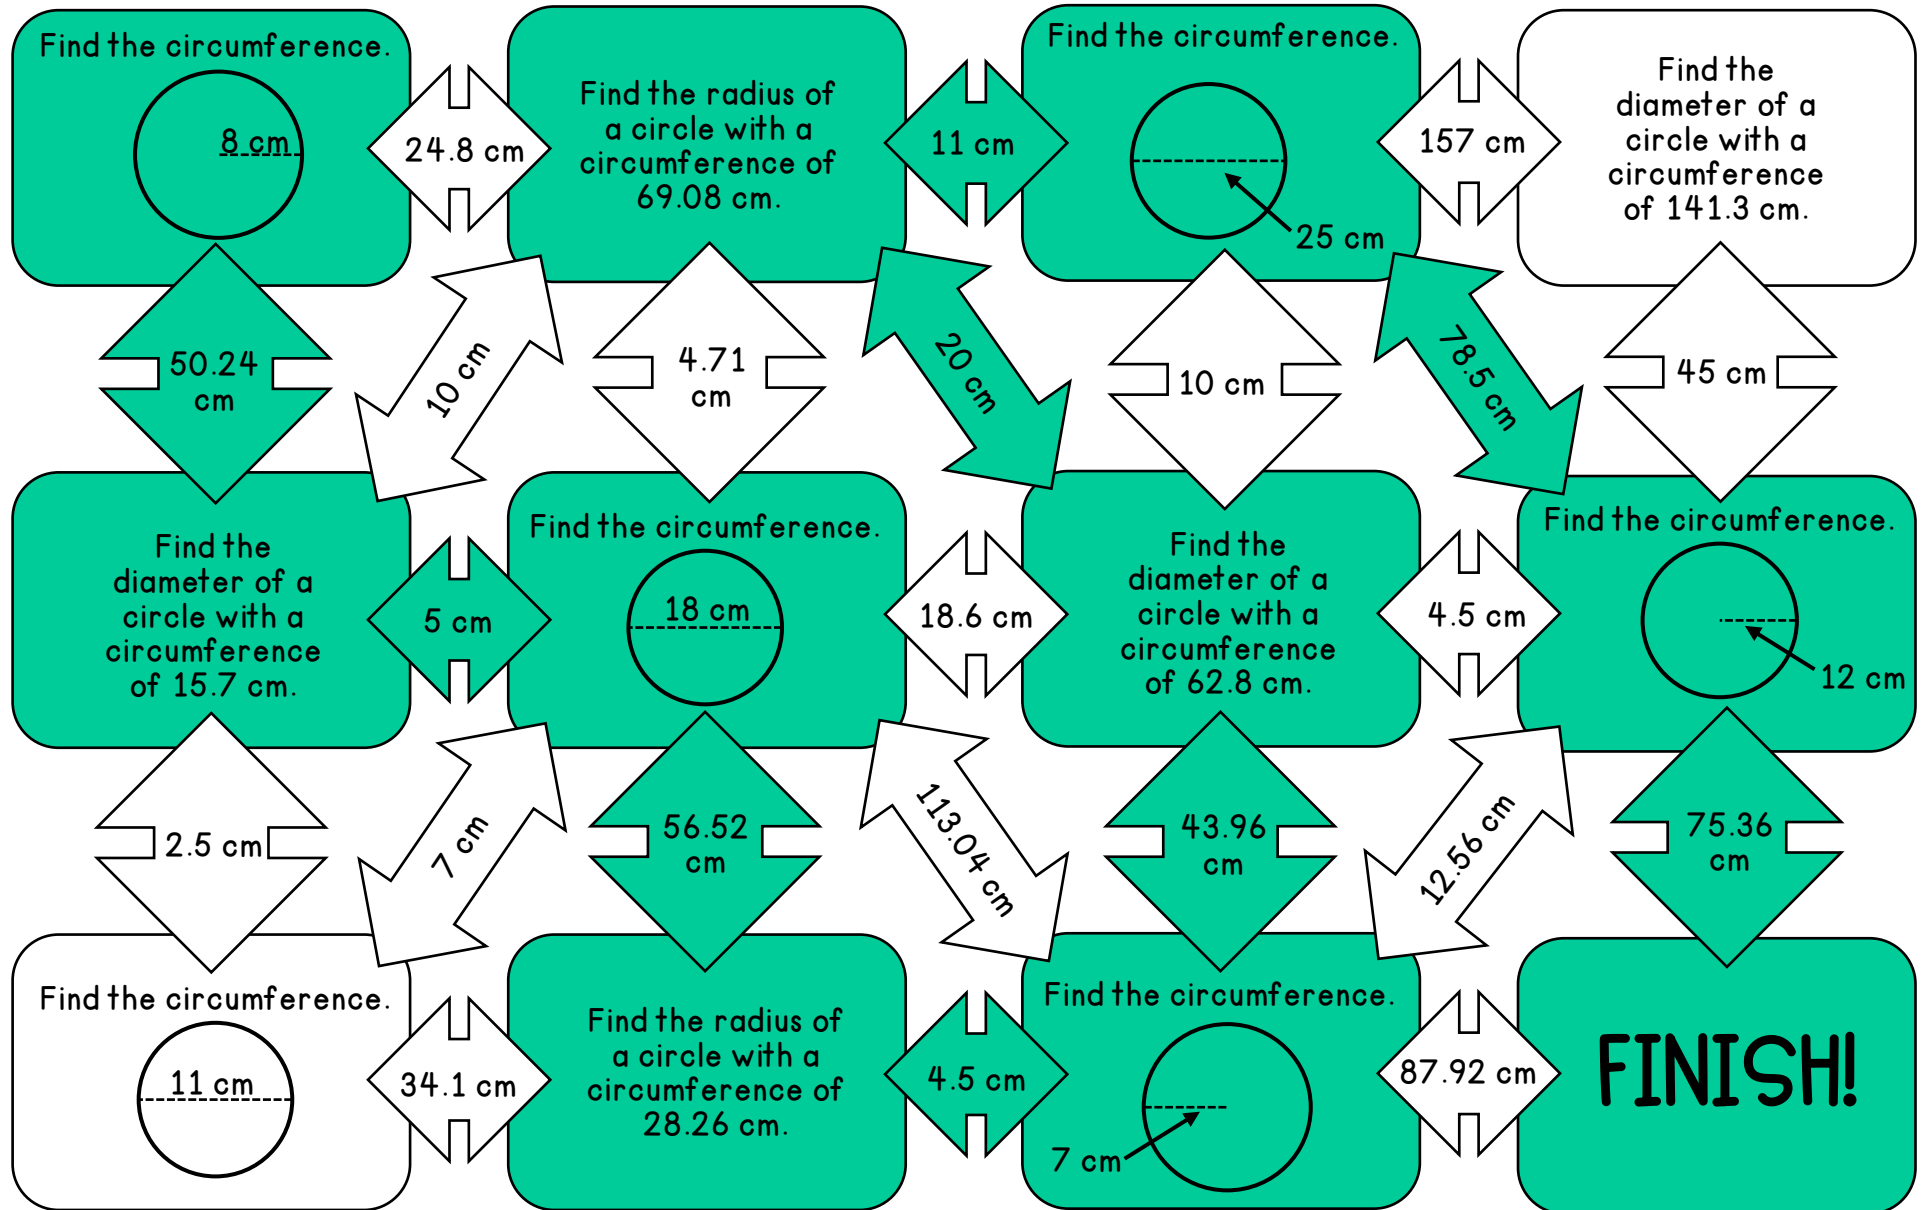 Find the circumference.
8 cm
24.8 cm
Find the radius of
a circle with a
circumference of
69.08 cm.
11 cm
Find the circumference.
25 cm
157 cm
Find the
diameter of a
circle with a
circumference
of 141.3 cm.
50.24
cm
10 cm
4.71
cm
20 cm
10 cm
78.5 cm
45 cm
Find the
diameter of a
circle with a
circumference
of 15.7 cm.
5 cm
Find the circumference.
18 cm
18.6 cm
Find the
diameter of a
circle with a
circumference
of 62.8 cm.
4.5 cm
Find the circumference.
12 cm
2.5 cm
7 cm
56.52
cm
113.04 cm
43.96
cm
12.56 cm
75.36
cm
Find the circumference.
11 cm
34.1 cm
Find the radius of
a circle with a
circumference of
28.26 cm.
4.5 cm
Find the circumference.
7 cm
87.92 cm
FINISH!